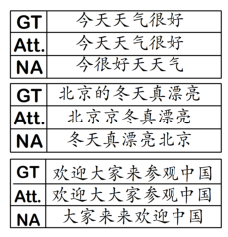 GT 今天天气很好
Att. 今天天气很好
NA 今很好天天气
GT 北京的冬天真漂亮
Att. 北京京冬真漂亮
NA 冬天真漂亮北京
GT 欢迎大家来参观中国
Att. 欢迎大大家参观中国
NA 大家来来欢迎中国